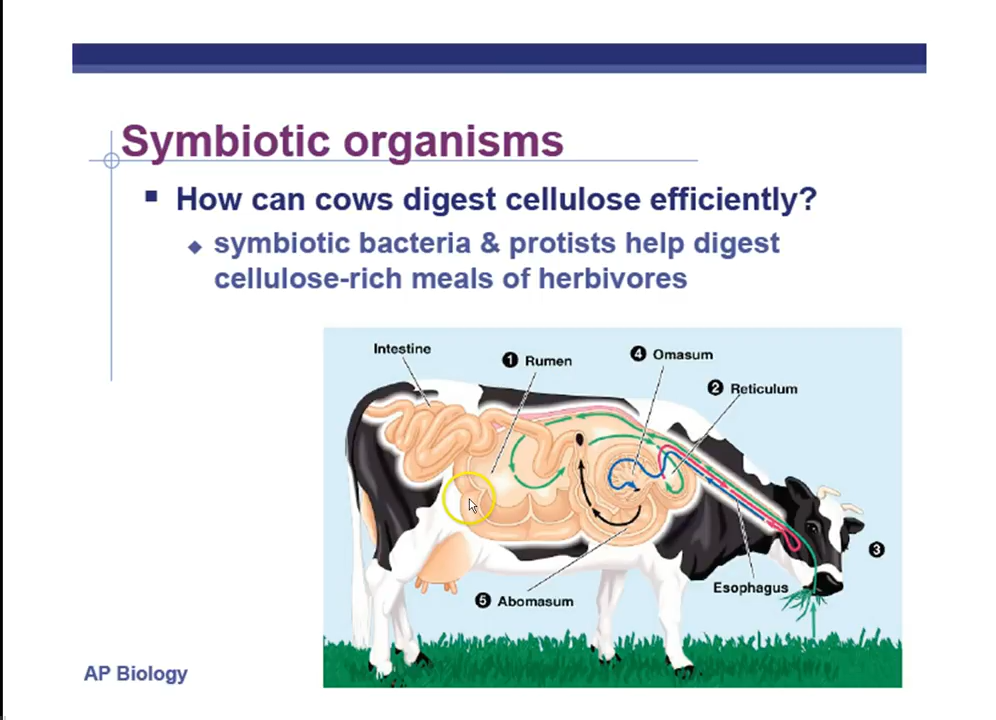 Symbiotic organisms
How can cows digest cellulose efficiently?
symbiotic bacteria & protists help digest
cellulose-rich meals of herbivores
Intestine
1 Rumen
4 Omasum
2 Reticulum
3
Esophagus
5 Abomasum
AP Biology